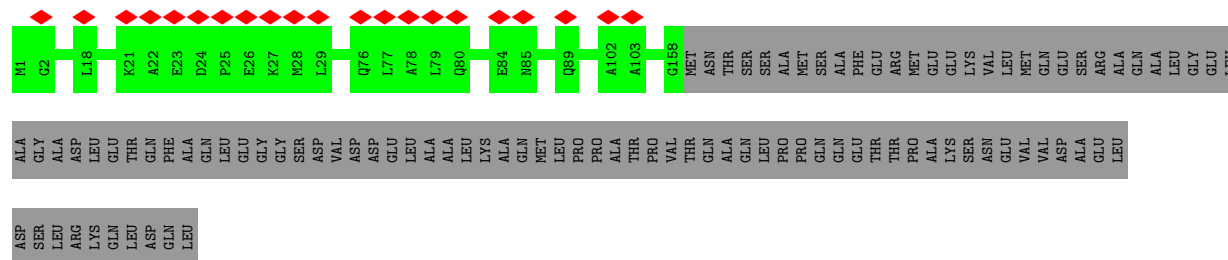 M1 G2 L18 K21 A22 E23 D24 P25 E26 K27 M28 L29 Q76 L77 A78 L79 Q80 E84 N85 Q89 A102 A103 G158 MET ASN THR SER SER ALA MET SER ALA PHE GLU ARG MET GLU GLU LYS VAL LEU MET GLN GLU SER ARG ALA GLN ALA LEU GLY GLU LEU
ALA GLY ALA ASP LEU GLU THR GLN PHE ALA GLN LEU GLU GLY GLY SER ASP VAL ASP ASP GLU LEU ALA ALA LEU LYS ALA GLN MET LEU PRO PRO ALA THR PRO VAL THR GLN ALA GLN LEU PRO PRO GLN GLN GLU THR THR PRO ALA LYS SER ASN GLU VAL VAL ASP ALA GLU LEU
ASP SER LEU ARG LYS GLN LEU ASP GLN LEU